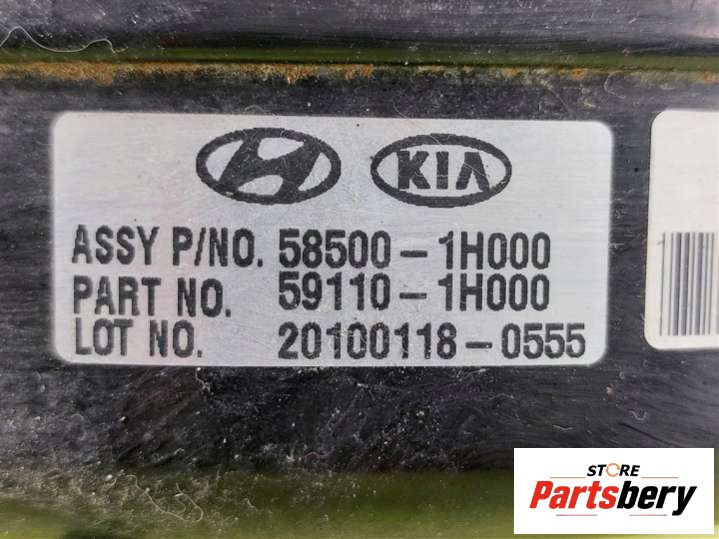 KIA
ASSY P/NO. 58500-1H000
PART NO. 59110-1H000
LOT NO. 20100118-0555
STORE
Partsbery